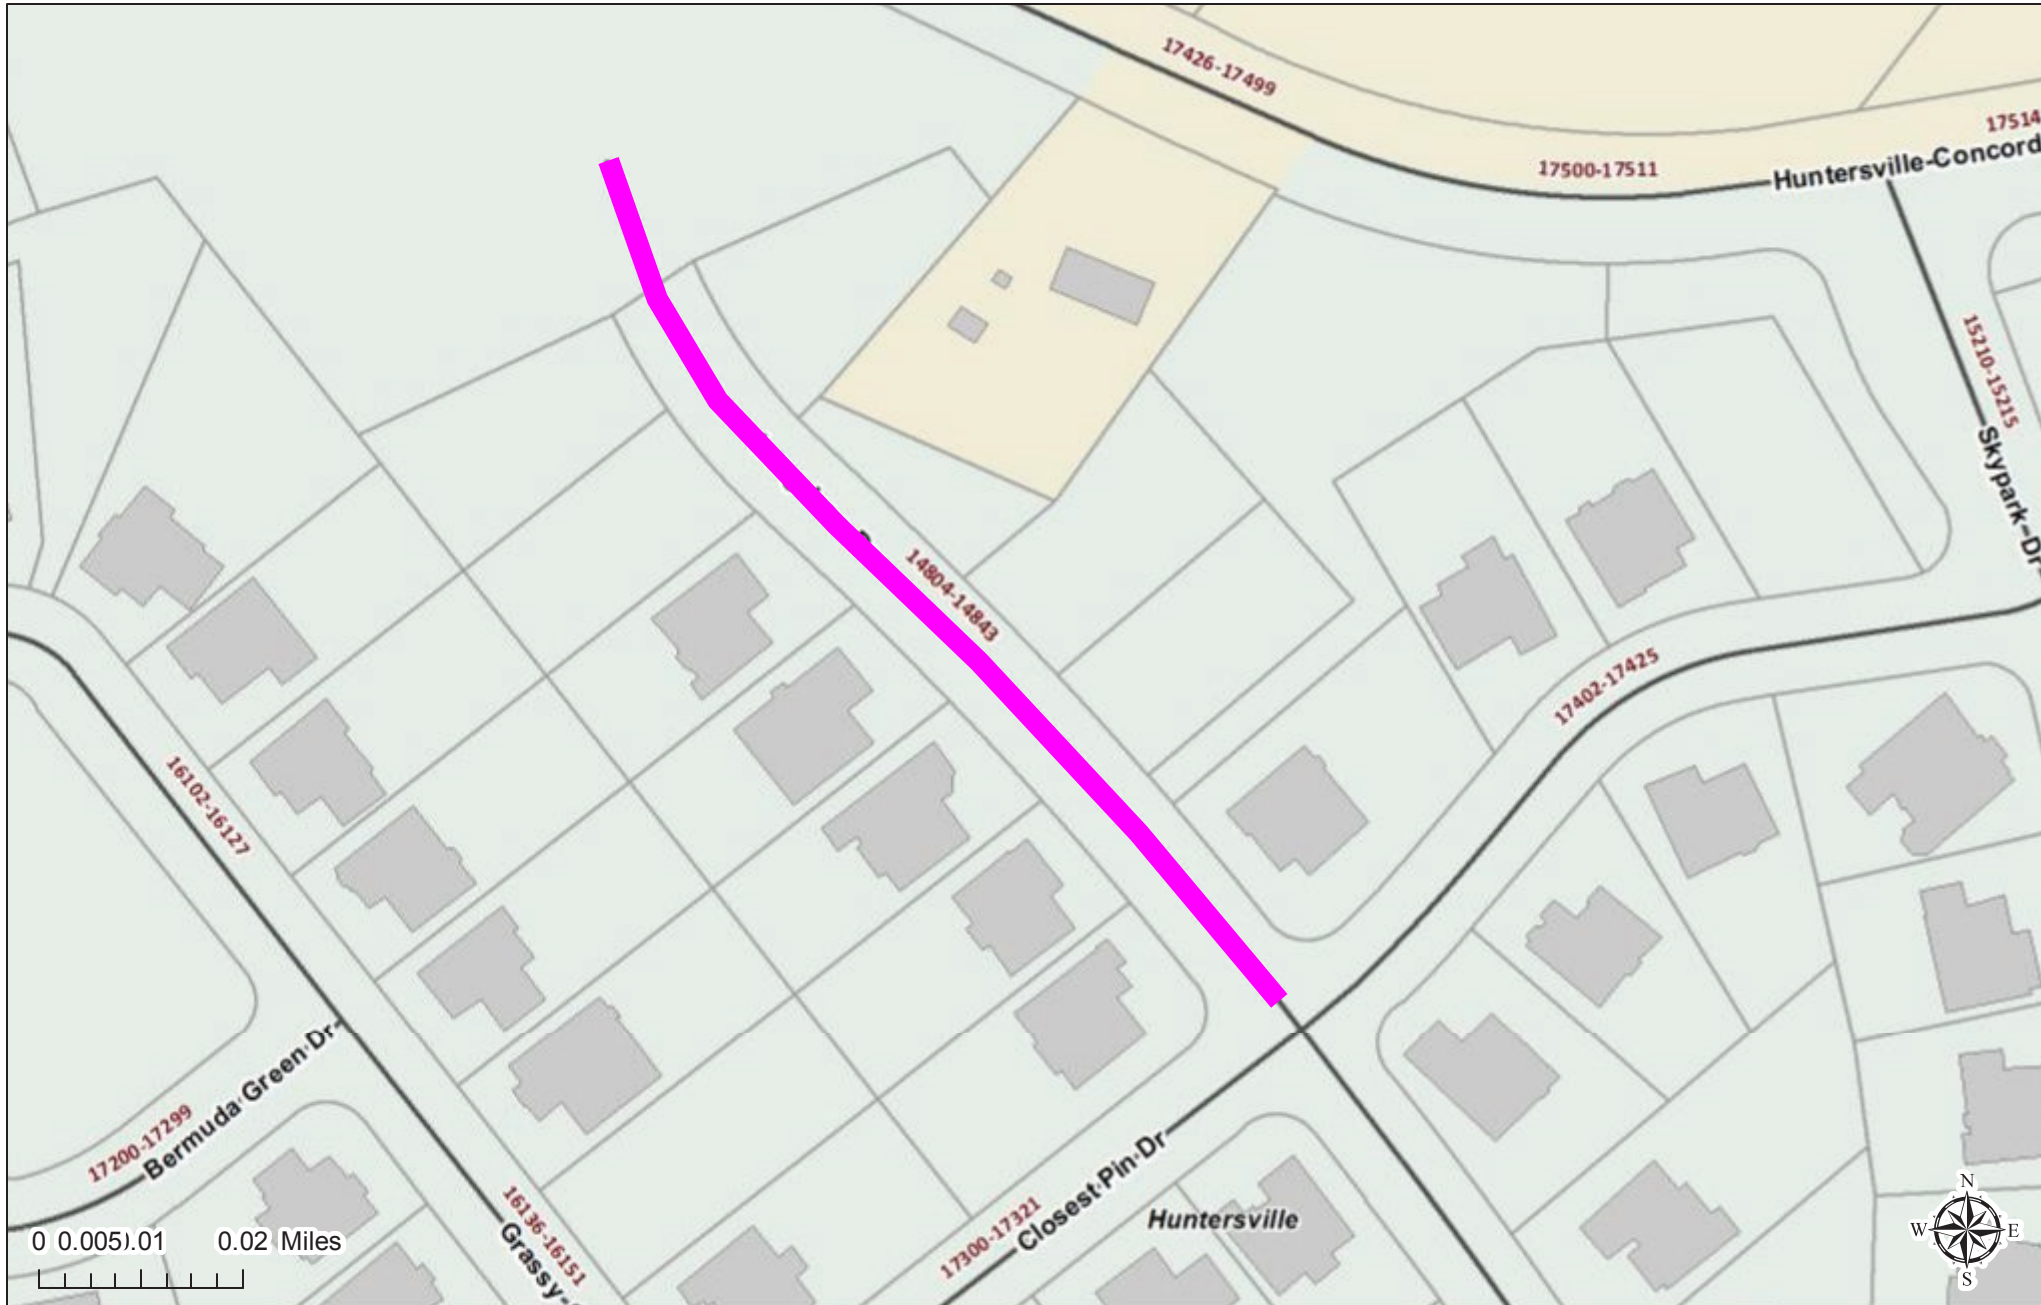 17426-17499
17514
17500-17511
Huntersville-Concord
15210-15215
Skypark-Dr
14804-14843
17402-17425
16102-16127
Bermuda Green Dr
17200-17299
16136-16151
Grassy
Closest Pin Dr
17300-17321
Huntersville
0 0.005 .01 0.02 Miles
N
W E
S